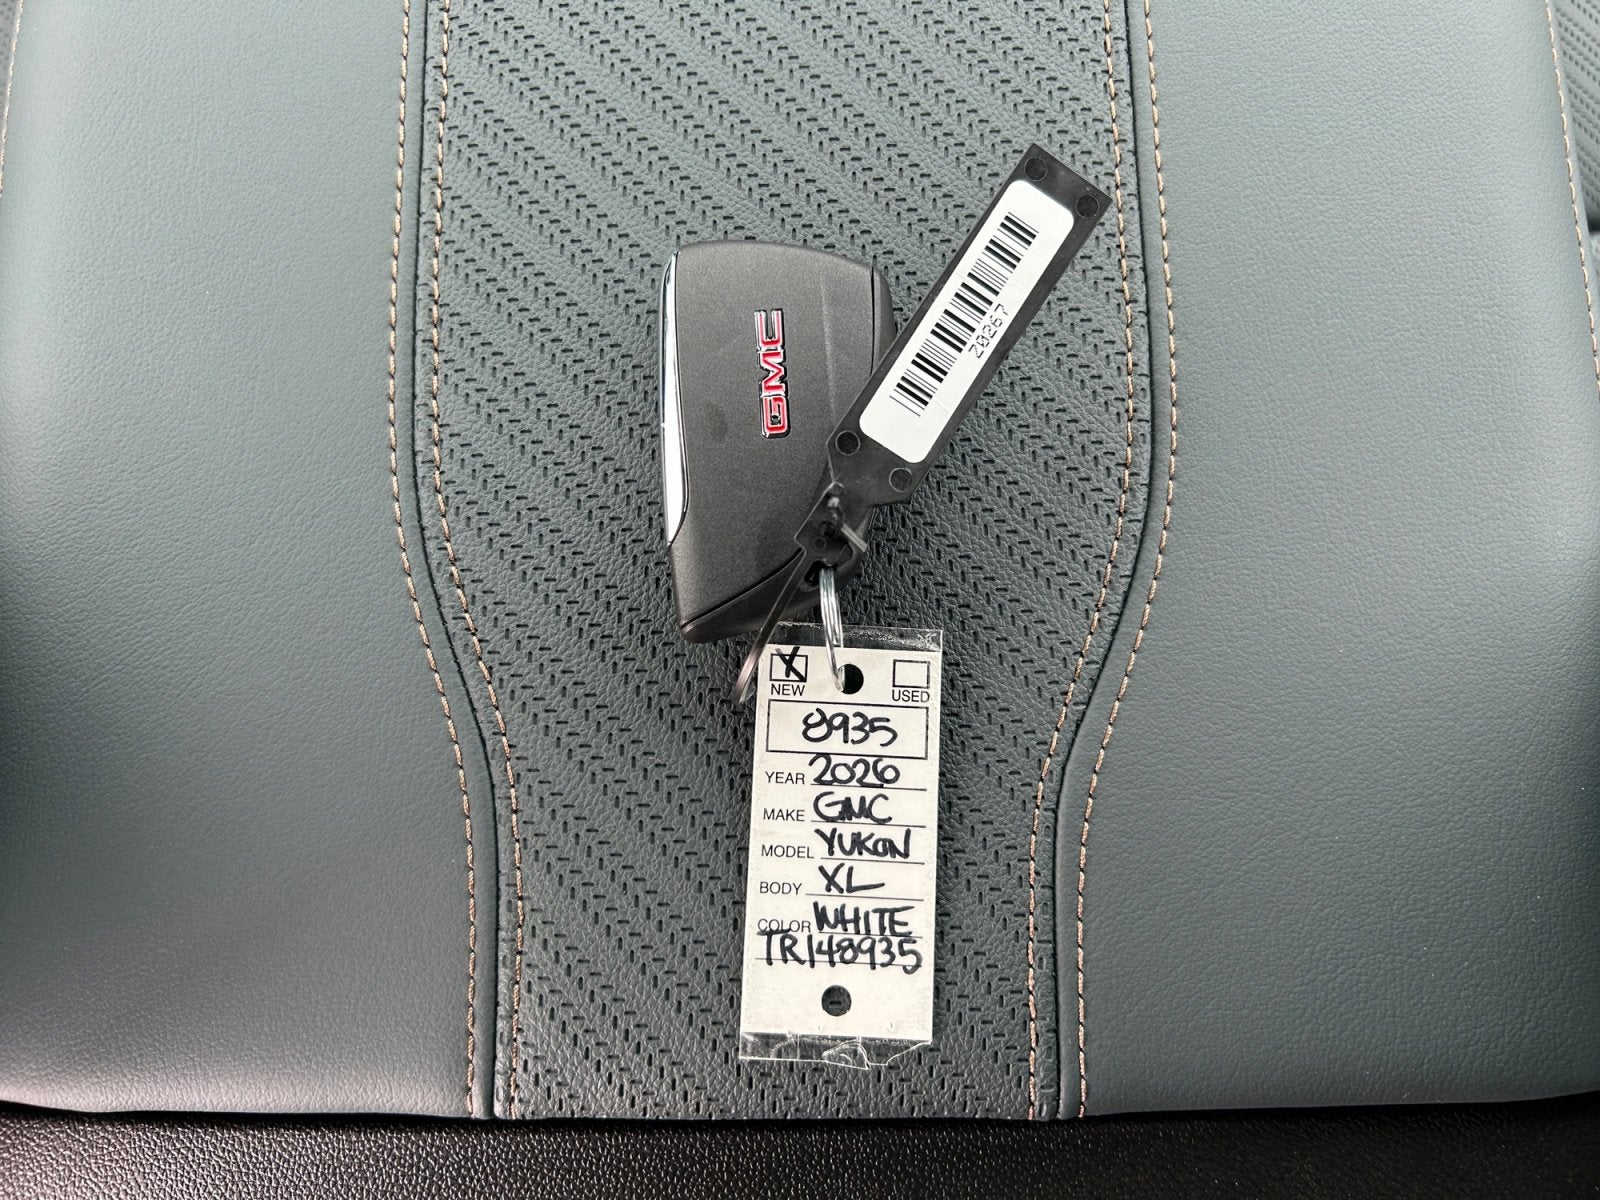 GMC
Z0267
X
NEW USED
8935
YEAR 2026
MAKE GMC
MODEL YUKON
BODY XL
COLOR WHITE
TR148935